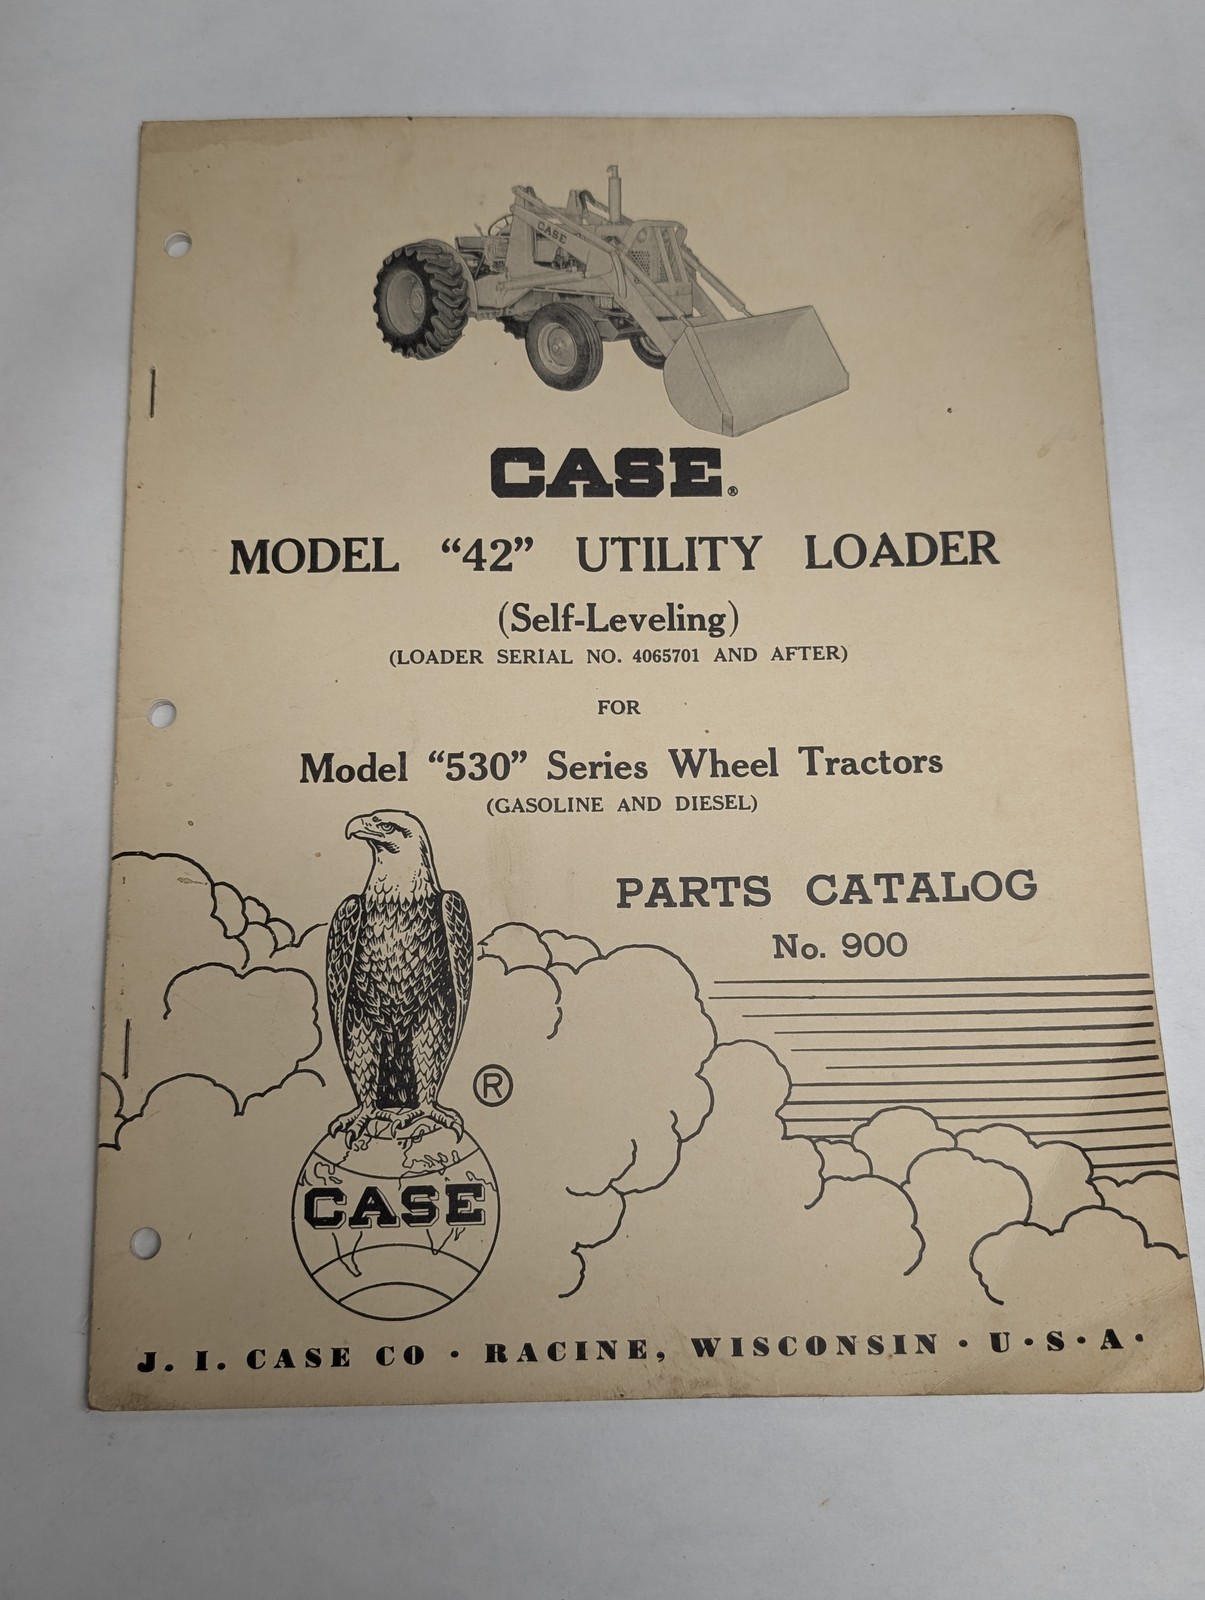 CASE
CASE®
MODEL “42” UTILITY LOADER
(Self-Leveling)
(LOADER SERIAL NO. 4065701 AND AFTER)
FOR
Model “530” Series Wheel Tractors
(GASOLINE AND DIESEL)
PARTS CATALOG
No. 900
®
CASE
J. I. CASE CO · RACINE, WISCONSIN · U·S·A·